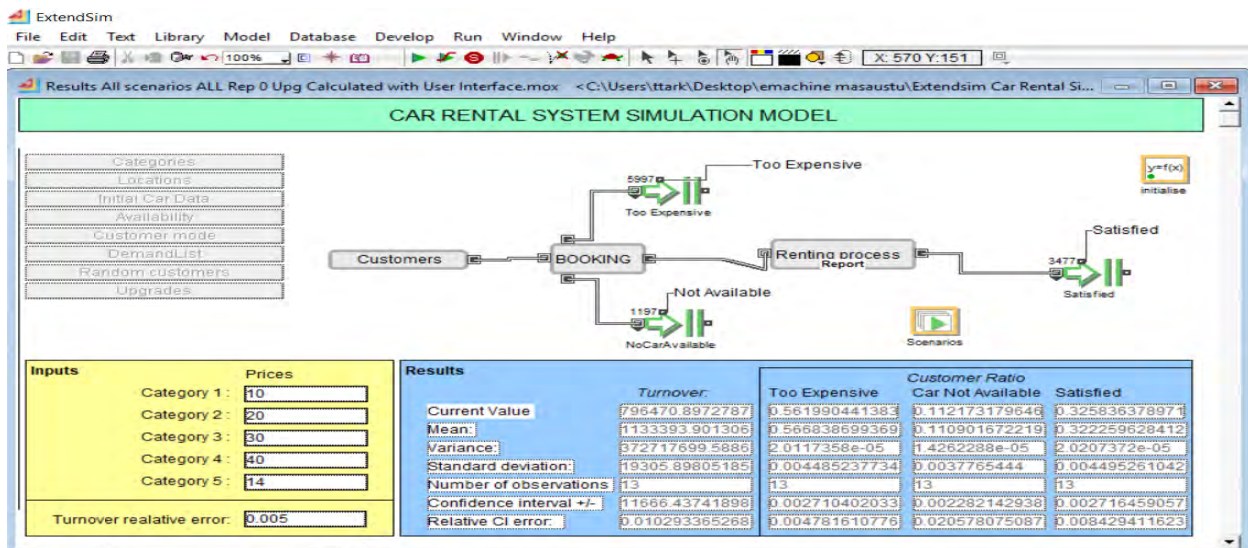 ExtendSim
File Edit Text Library Model Database Develop Run Window Help
100% X: 570 Y:151
Results All scenarios ALL Rep 0 Upg Calculated with User Interface.mox <C:\Users\ttark\Desktop\emachine masaustu\Extendsim Car Rental Si...
CAR RENTAL SYSTEM SIMULATION MODEL
Categories
Locations
Initial Car Data
Availability
Customer mode
DemandList
Random customers
Upgrades
Too Expensive
5997
Too Expensive
y=f(x)
initialise
Customers
BOOKING
Renting process
Report
Satisfied
3477
Satisfied
Not Available
1197
NoCarAvailable
Scenarios
Inputs
Prices
Category 1 : 10
Category 2 : 20
Category 3 : 30
Category 4 : 40
Category 5 : 14
Turnover realative error: 0.005
Results
Customer Ratio
Turnover: Too Expensive Car Not Available Satisfied
Current Value 796470.8972787 0.561990441383 0.112173179646 0.325836378971
Mean: 1133393.901306 0.566838699369 0.110901672219 0.322259628412
Variance: 372717699.5886 2.0117358e-05 1.4262288e-05 2.0207372e-05
Standard deviation: 19305.89805185 0.004485237734 0.0037765444 0.004495261042
Number of observations 13 13 13 13
Confidence interval +/- 11666.43741898 0.002710402033 0.002282142938 0.002716459057
Relative CI error: 0.010293365268 0.004781610776 0.020578075087 0.008429411623